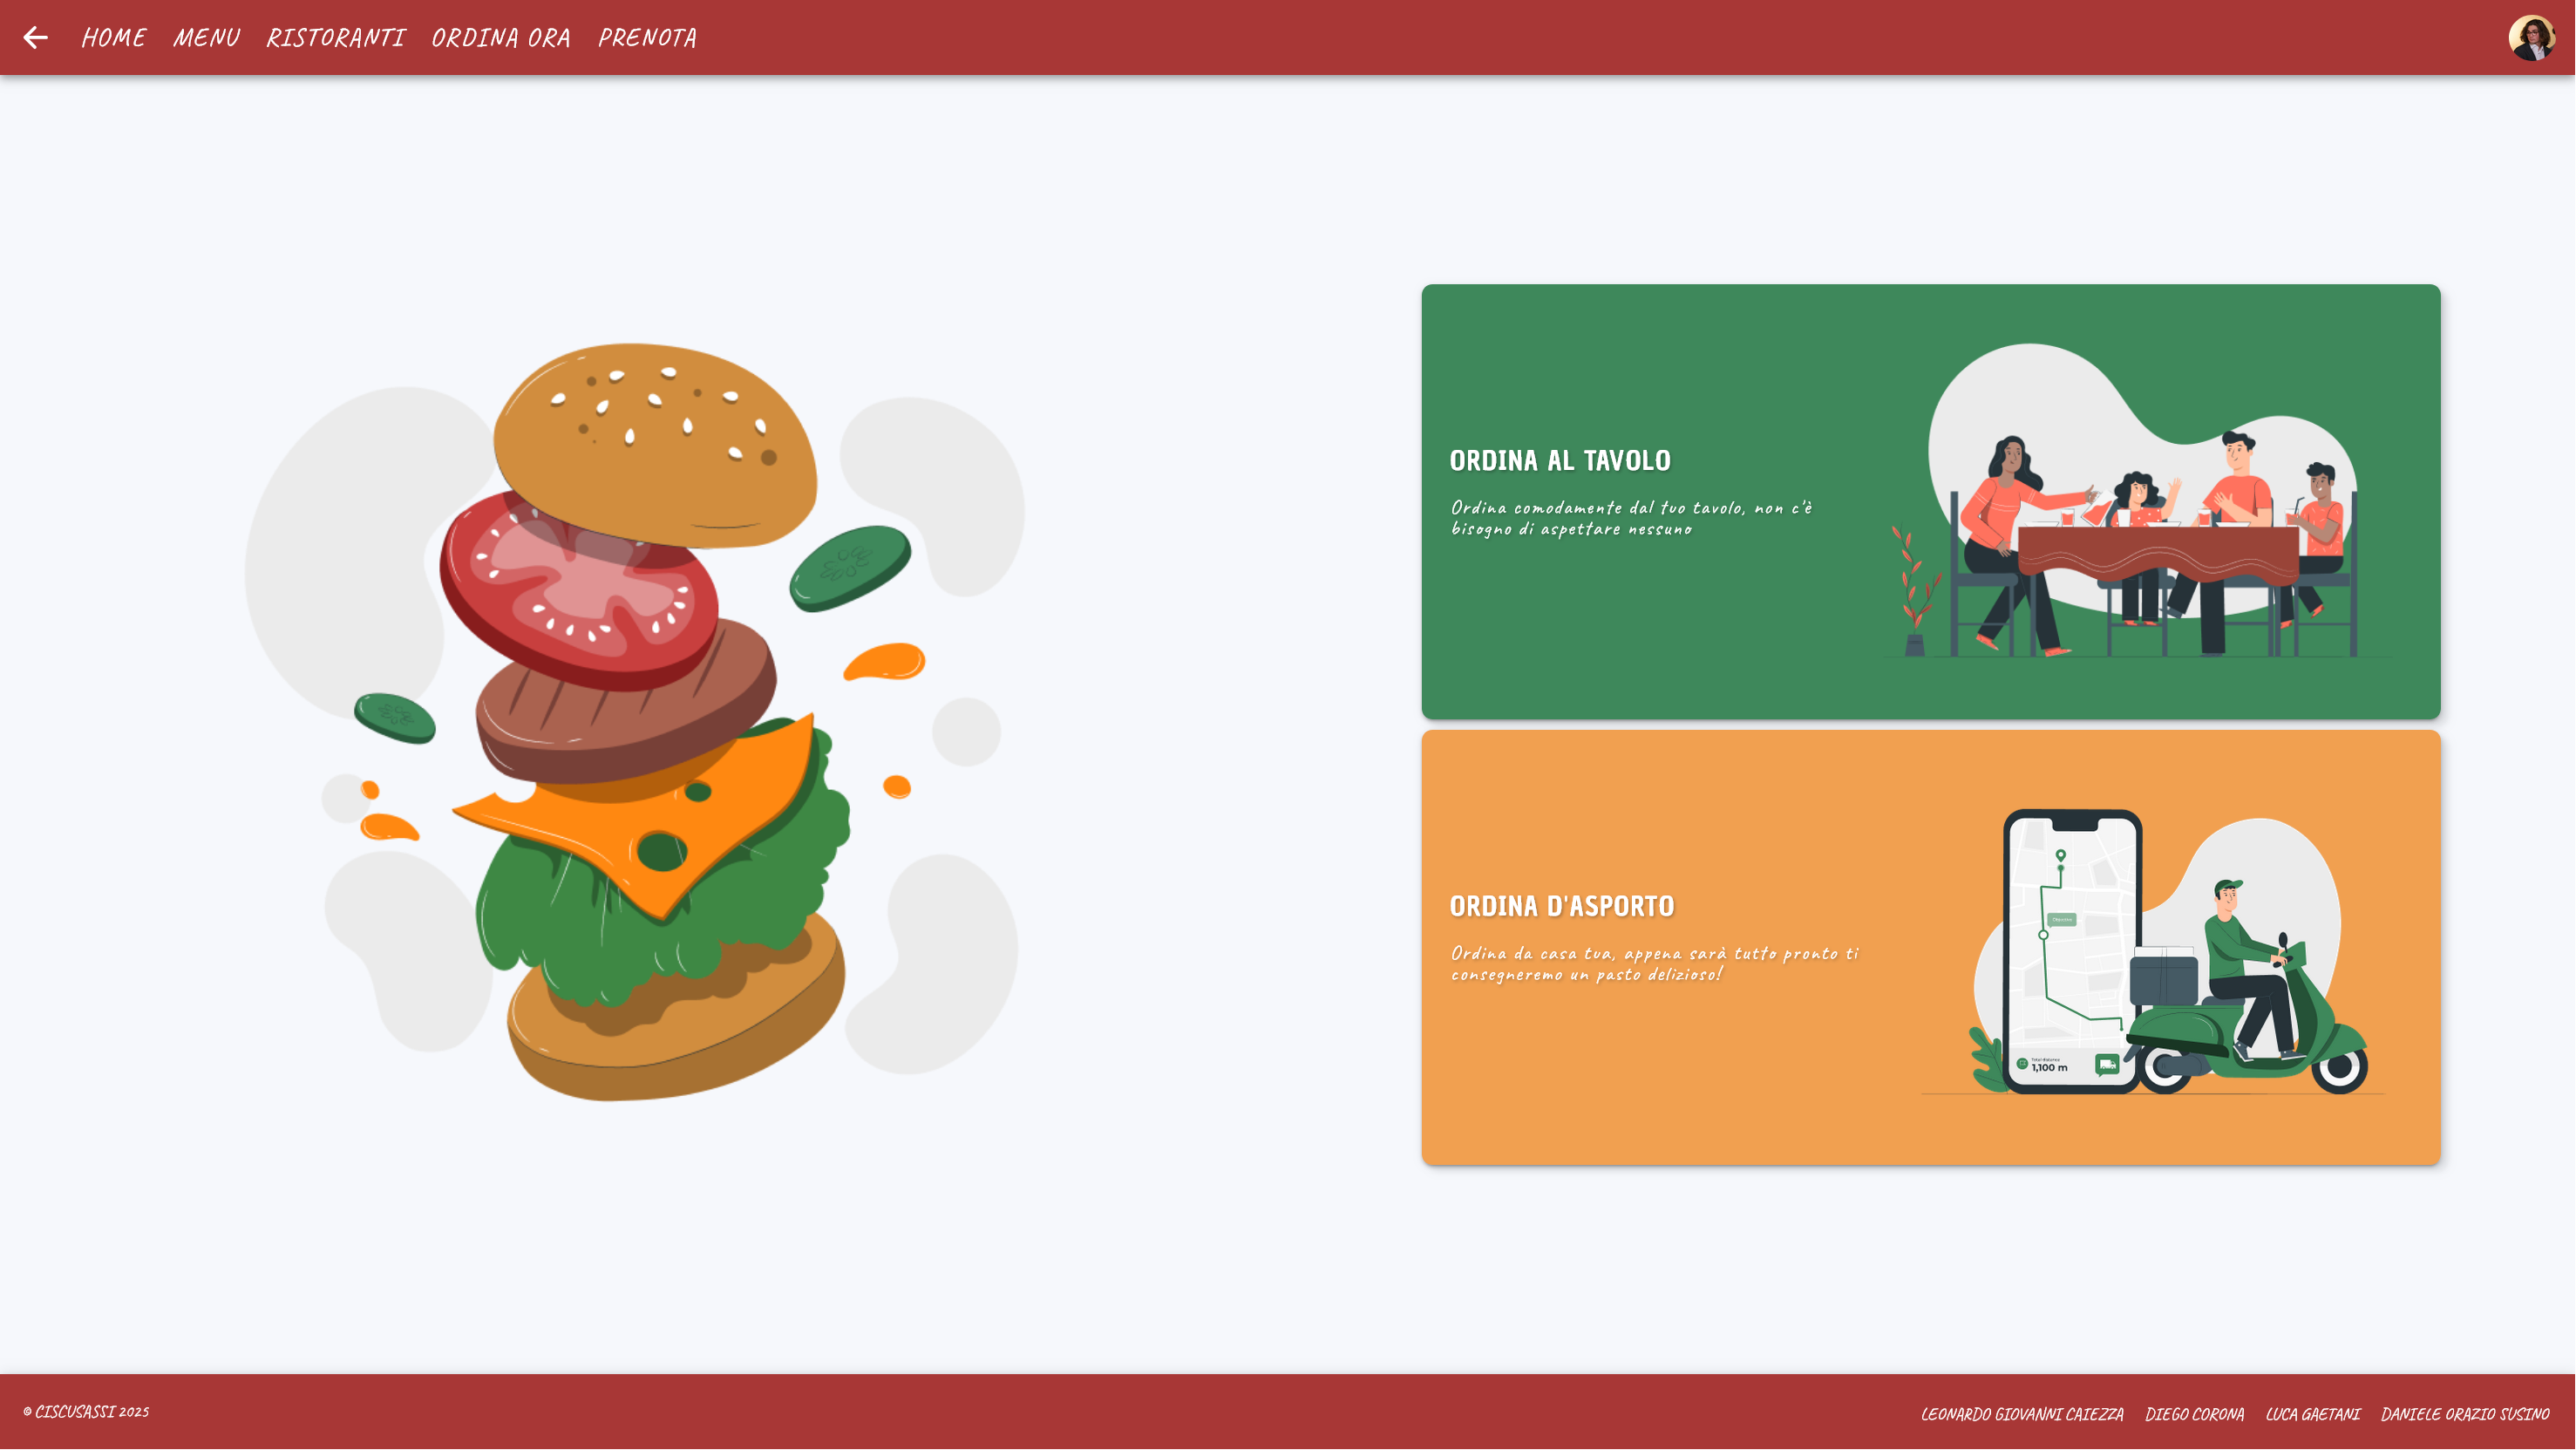 HOME MENU RISTORANTI ORDINA ORA PRENOTA
ORDINA AL TAVOLO
Ordina comodamente dal tuo tavolo, non c'è
bisogno di aspettare nessuno
ORDINA D'ASPORTO
Ordina da casa tua, appena sarà tutto pronto ti
consegneremo un pasto delizioso!
1,100 m
© CISCUSASSI 2025
LEONARDO GIOVANNI CAIEZZA DIEGO CORONA LUCA GAETANI DANIELE ORAZIO SUSINO